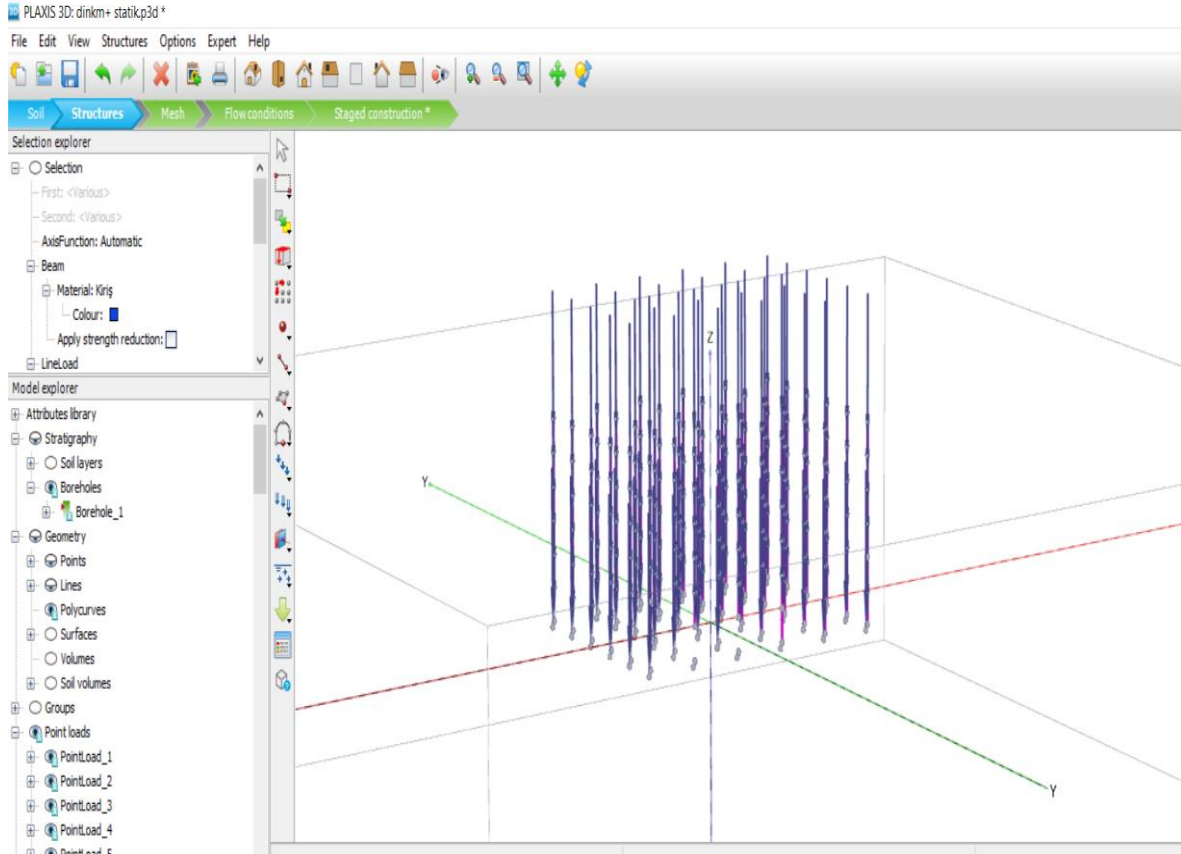 PLAXIS 3D: dinkm+ statik.p3d *
File Edit View Structures Options Expert Help
Soil Structures Mesh Flow conditions Staged construction *
Selection explorer
Selection
First: <Various>
Second: <Various>
AxisFunction: Automatic
Beam
Material: Kiriş
Colour:
Apply strength reduction:
LineLoad
Model explorer
Attributes library
Stratigraphy
Soil layers
Boreholes
Borehole_1
Geometry
Points
Lines
Polycurves
Surfaces
Volumes
Soil volumes
Groups
Point loads
PointLoad_1
PointLoad_2
PointLoad_3
PointLoad_4
PointLoad_5
Z
Y
Y